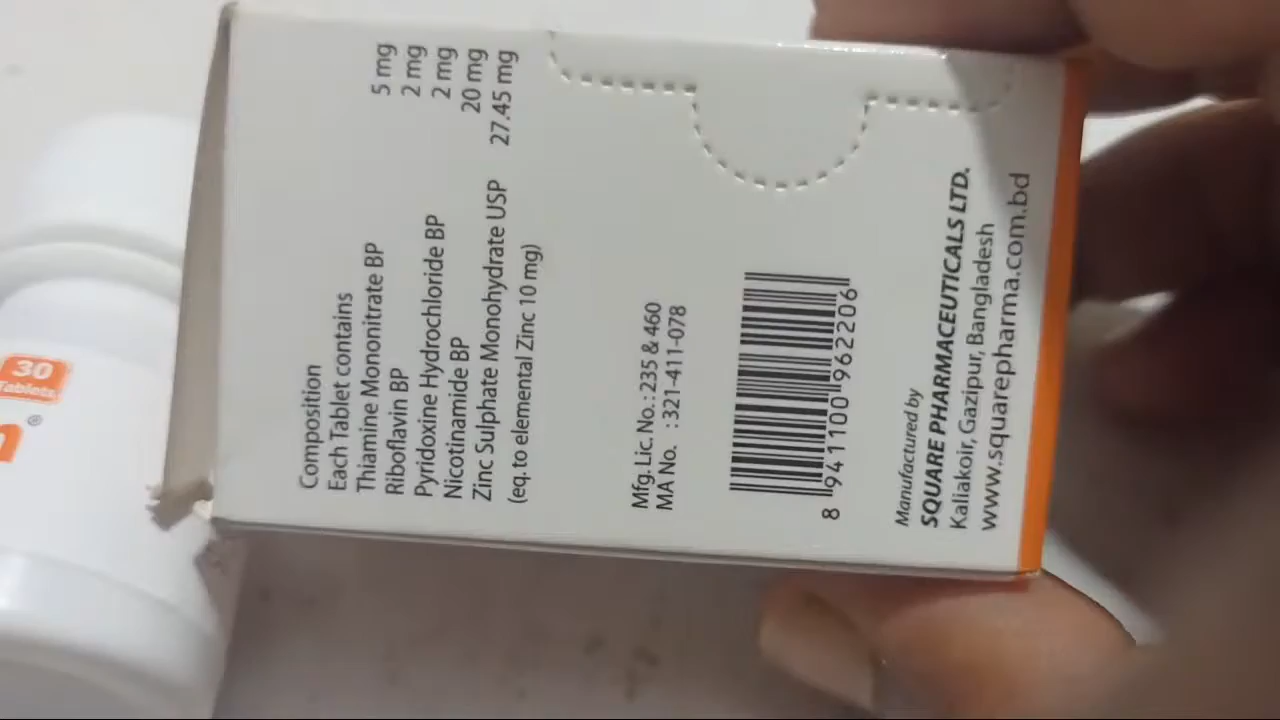 Composition
Each Tablet contains
Thiamine Mononitrate BP 5 mg
Riboflavin BP 2 mg
Pyridoxine Hydrochloride BP 2 mg
Nicotinamide BP 20 mg
Zinc Sulphate Monohydrate USP 27.45 mg
(eq. to elemental Zinc 10 mg)
Mfg. Lic. No. : 235 & 460
MA No. : 321-411-078
8 941100 962206
Manufactured by
SQUARE PHARMACEUTICALS LTD.
Kaliakoir, Gazipur, Bangladesh
www.squarepharma.com.bd
30
Tablets
®